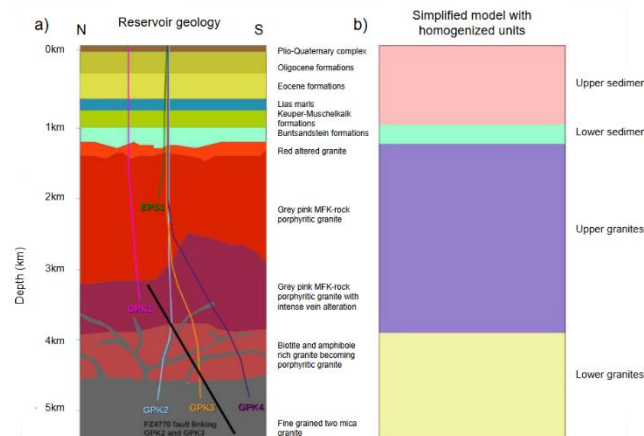 a)
Reservoir geology
N
S
0km
1km
2km
3km
4km
5km
Depth (km)
EPS1
GPK1
GPK2
GPK3
GPK4
FZ4770 fault linking
GPK2 and GPK3
Plio-Quaternary complex
Oligocene formations
Eocene formations
Lias marls
Keuper-Muschelkalk
formations
Buntsandstein formations
Red altered granite
Grey pink MFK-rock
porphyritic granite
Grey pink MFK-rock
porphyritic granite with
intense vein alteration
Biotite and amphibole
rich granite becoming
porphyritic granite
Fine grained two mica
granite
b)
Simplified model with
homogenized units
Upper sedimen
Lower sedimen
Upper granites
Lower granites